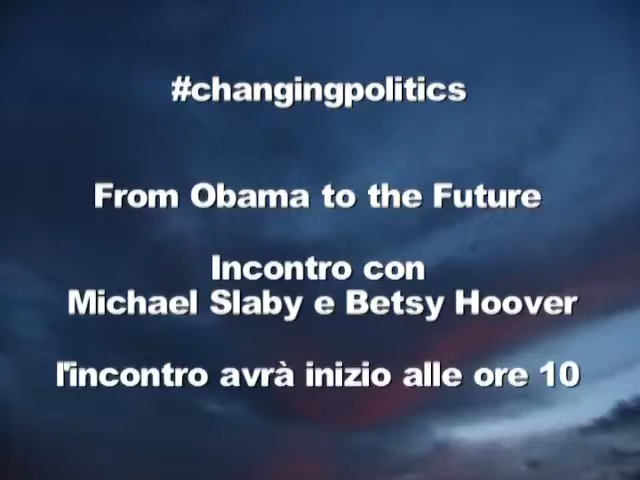 #changingpolitics
From Obama to the Future
Incontro con
Michael Slaby e Betsy Hoover
l'incontro avrà inizio alle ore 10